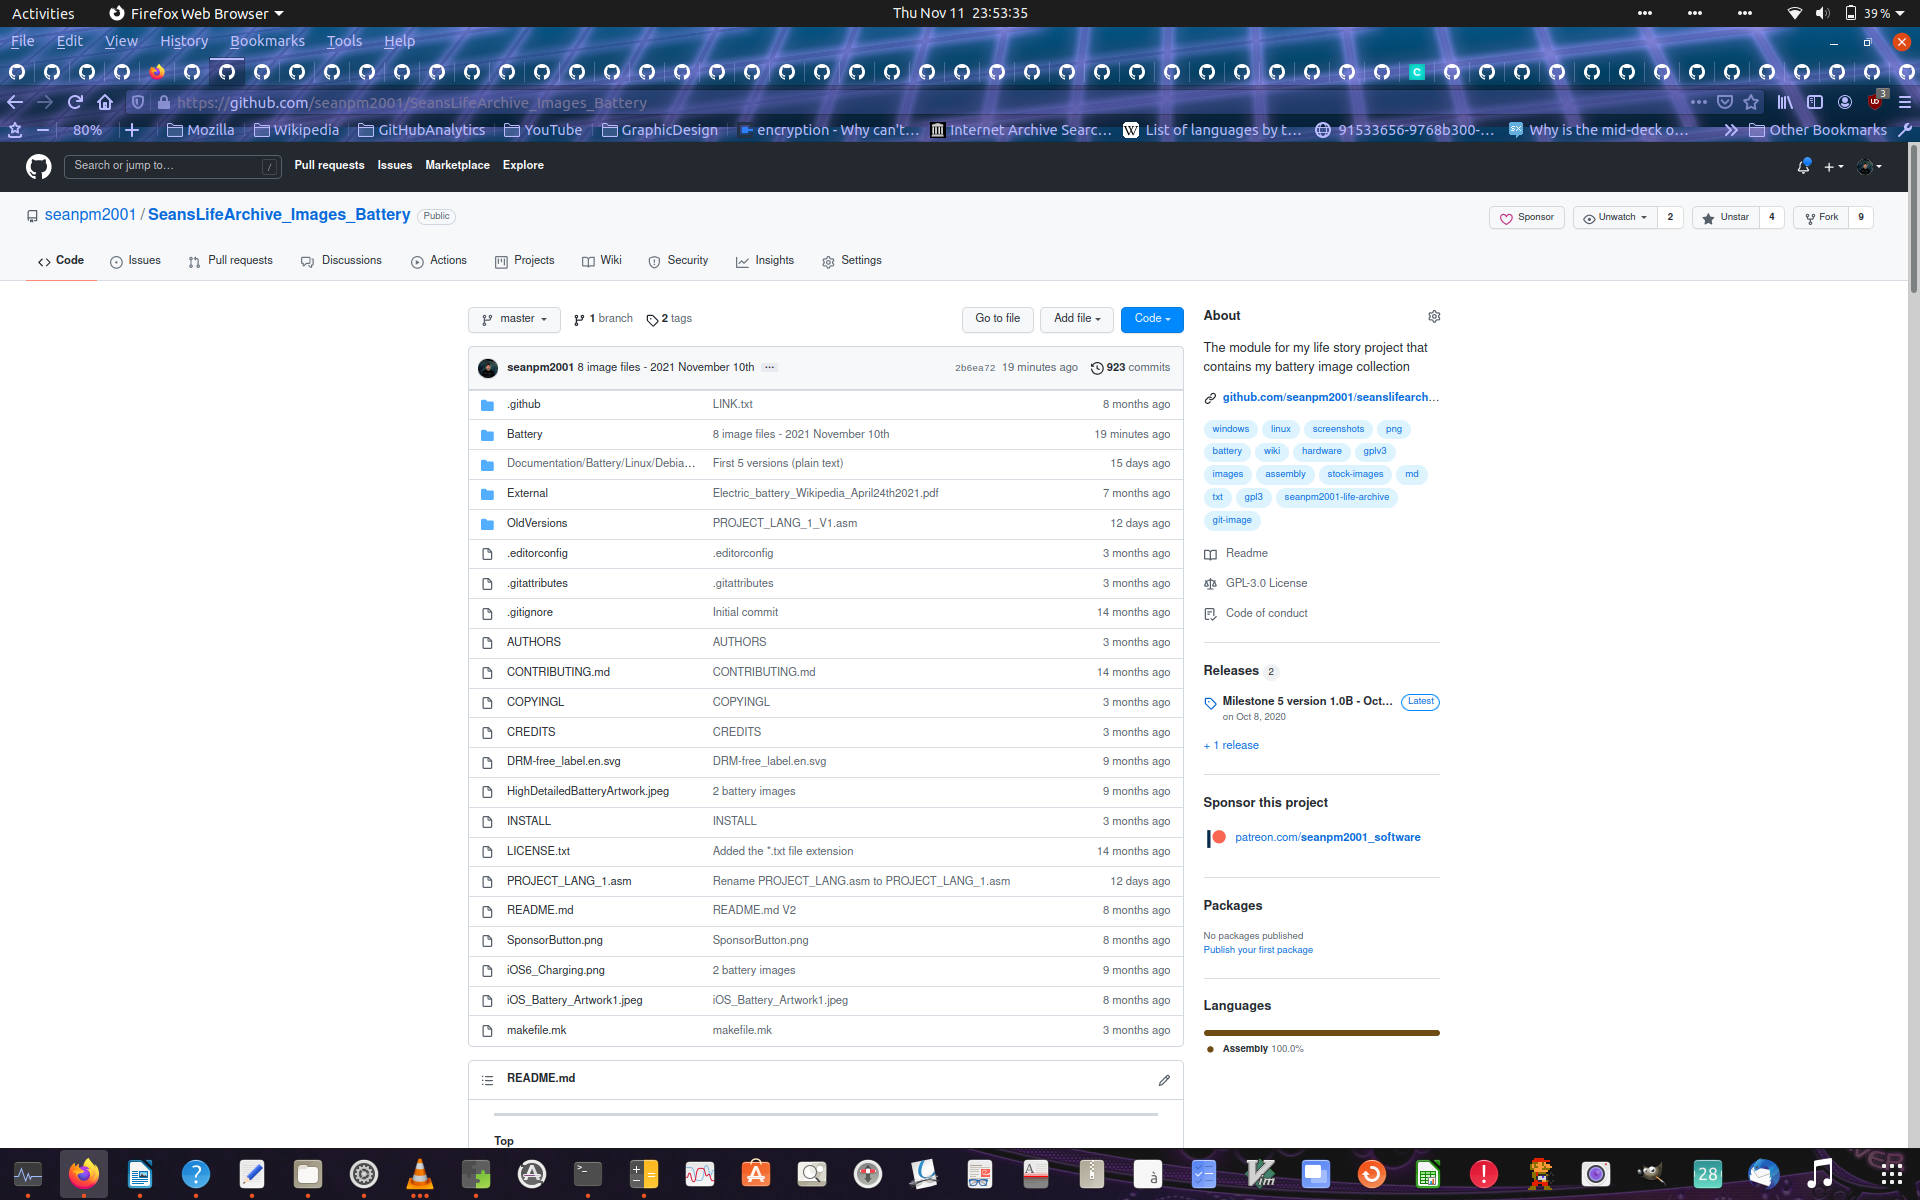 Activities Firefox Web Browser Thu Nov 11 23:53:35 39 %
File Edit View History Bookmarks Tools Help
https://github.com/seanpm2001/SeansLifeArchive_Images_Battery 3
80% Mozilla Wikipedia GitHubAnalytics YouTube GraphicDesign encryption - Why can't… Internet Archive Searc… List of languages by t… 91533656-9768b300-… Why is the mid-deck o… Other Bookmarks
Search or jump to… / Pull requests Issues Marketplace Explore
seanpm2001 / SeansLifeArchive_Images_Battery Public Sponsor Unwatch 2 Unstar 4 Fork 9
Code Issues Pull requests Discussions Actions Projects Wiki Security Insights Settings
master 1 branch 2 tags Go to file Add file Code
seanpm2001 8 image files - 2021 November 10th ... 2b6ea72 19 minutes ago 923 commits
.github LINK.txt 8 months ago
Battery 8 image files - 2021 November 10th 19 minutes ago
Documentation/Battery/Linux/Debia… First 5 versions (plain text) 15 days ago
External Electric_battery_Wikipedia_April24th2021.pdf 7 months ago
OldVersions PROJECT_LANG_1_V1.asm 12 days ago
.editorconfig .editorconfig 3 months ago
.gitattributes .gitattributes 3 months ago
.gitignore Initial commit 14 months ago
AUTHORS AUTHORS 3 months ago
CONTRIBUTING.md CONTRIBUTING.md 14 months ago
COPYINGL COPYINGL 3 months ago
CREDITS CREDITS 3 months ago
DRM-free_label.en.svg DRM-free_label.en.svg 9 months ago
HighDetailedBatteryArtwork.jpeg 2 battery images 9 months ago
INSTALL INSTALL 3 months ago
LICENSE.txt Added the *.txt file extension 14 months ago
PROJECT_LANG_1.asm Rename PROJECT_LANG.asm to PROJECT_LANG_1.asm 12 days ago
README.md README.md V2 8 months ago
SponsorButton.png SponsorButton.png 8 months ago
iOS6_Charging.png 2 battery images 9 months ago
iOS_Battery_Artwork1.jpeg iOS_Battery_Artwork1.jpeg 8 months ago
makefile.mk makefile.mk 3 months ago
README.md
Top
About
The module for my life story project that
contains my battery image collection
github.com/seanpm2001/seanslifearch…
windows linux screenshots png
battery wiki hardware gplv3
images assembly stock-images md
txt gpl3 seanpm2001-life-archive
git-image
Readme
GPL-3.0 License
Code of conduct
Releases 2
Milestone 5 version 1.0B - Oct… Latest
on Oct 8, 2020
+ 1 release
Sponsor this project
patreon.com/seanpm2001_software
Packages
No packages published
Publish your first package
Languages
Assembly 100.0%
28